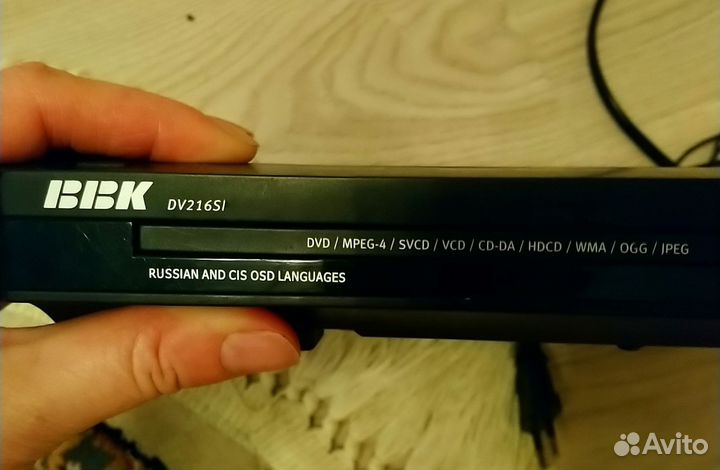 BBK DV216SI
DVD / MPEG-4 / SVCD / VCD / CD-DA / HDCD / WMA / OGG / JPEG
RUSSIAN AND CIS OSD LANGUAGES
Avito